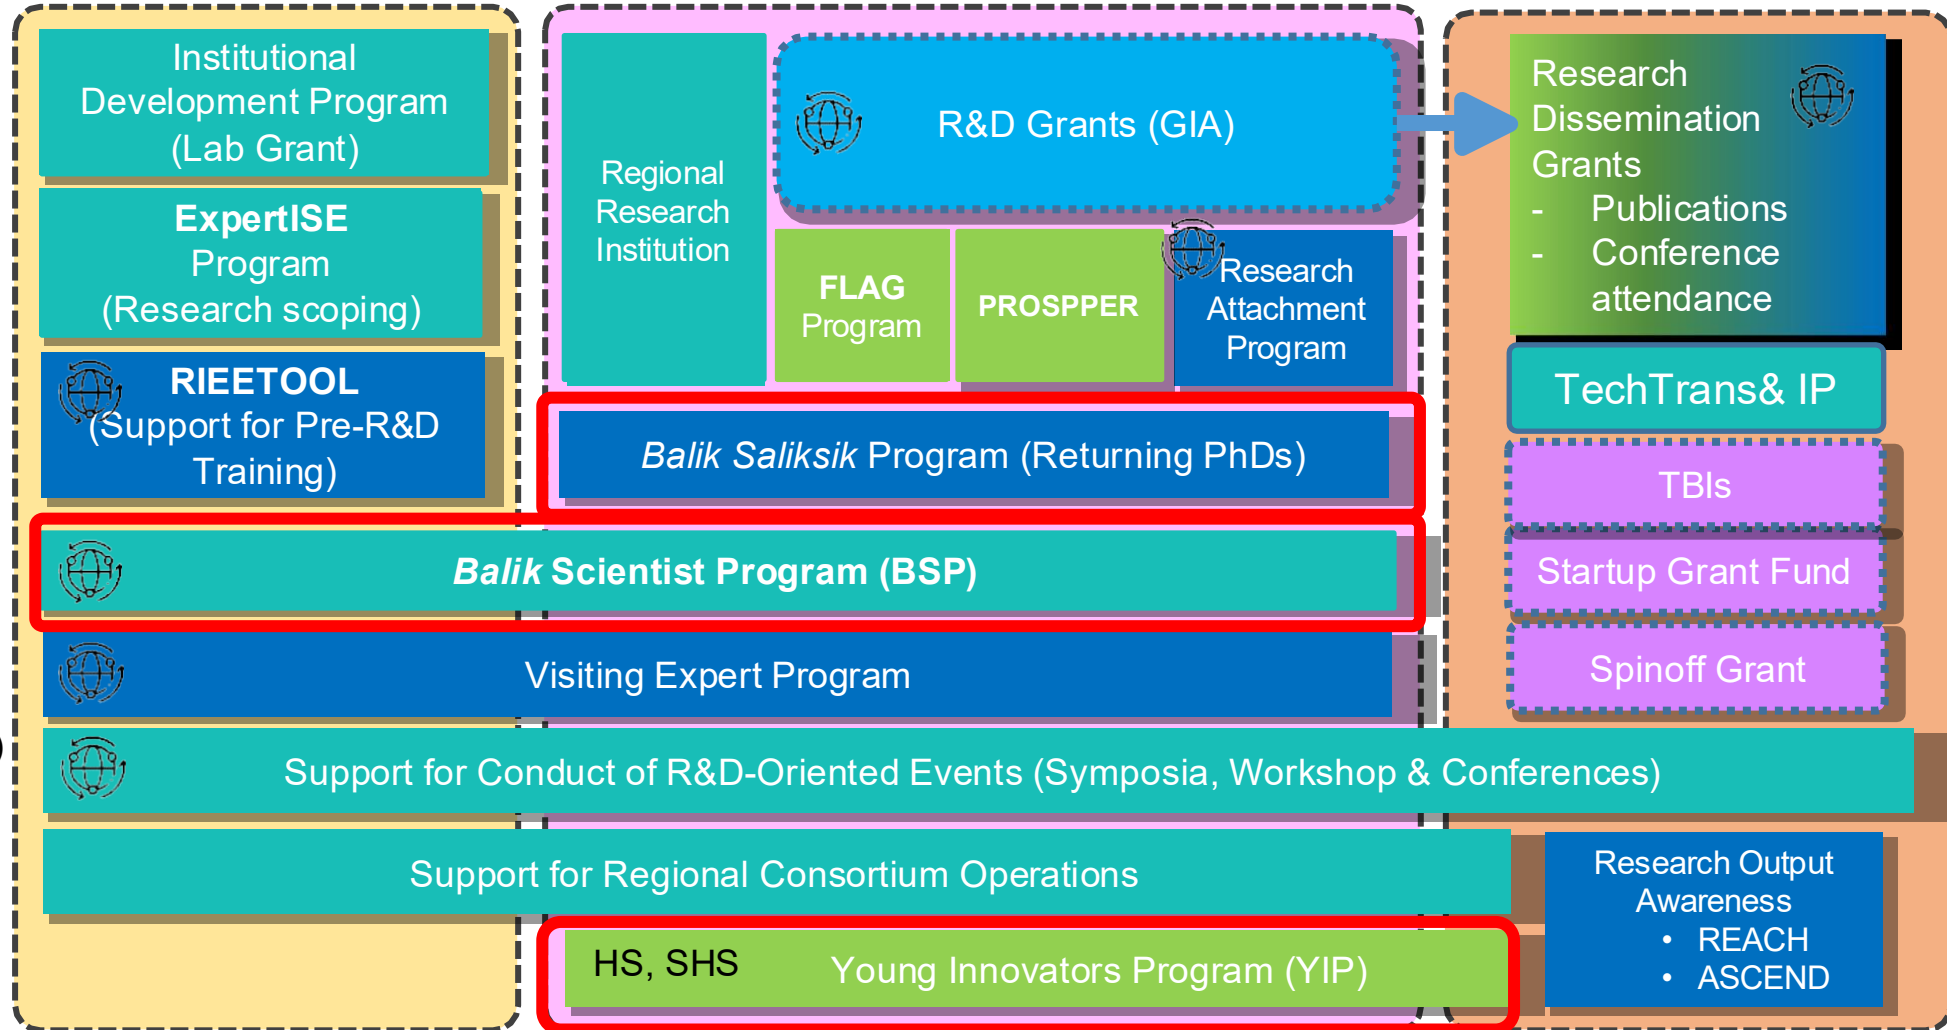 Institutional
Development Program
(Lab Grant)
ExpertISE
Program
(Research scoping)
RIEETOOL
(Support for Pre-R&D
Training)
Regional
Research
Institution
R&D Grants (GIA)
FLAG
Program
PROSPPER
Research
Attachment
Program
Research
Dissemination
Grants
- Publications
- Conference
attendance
TechTrans& IP
Balik Saliksik Program (Returning PhDs)
TBIs
Balik Scientist Program (BSP)
Startup Grant Fund
Visiting Expert Program
Spinoff Grant
)
Support for Conduct of R&D-Oriented Events (Symposia, Workshop & Conferences)
Support for Regional Consortium Operations
Research Output
Awareness
• REACH
• ASCEND
HS, SHS
Young Innovators Program (YIP)